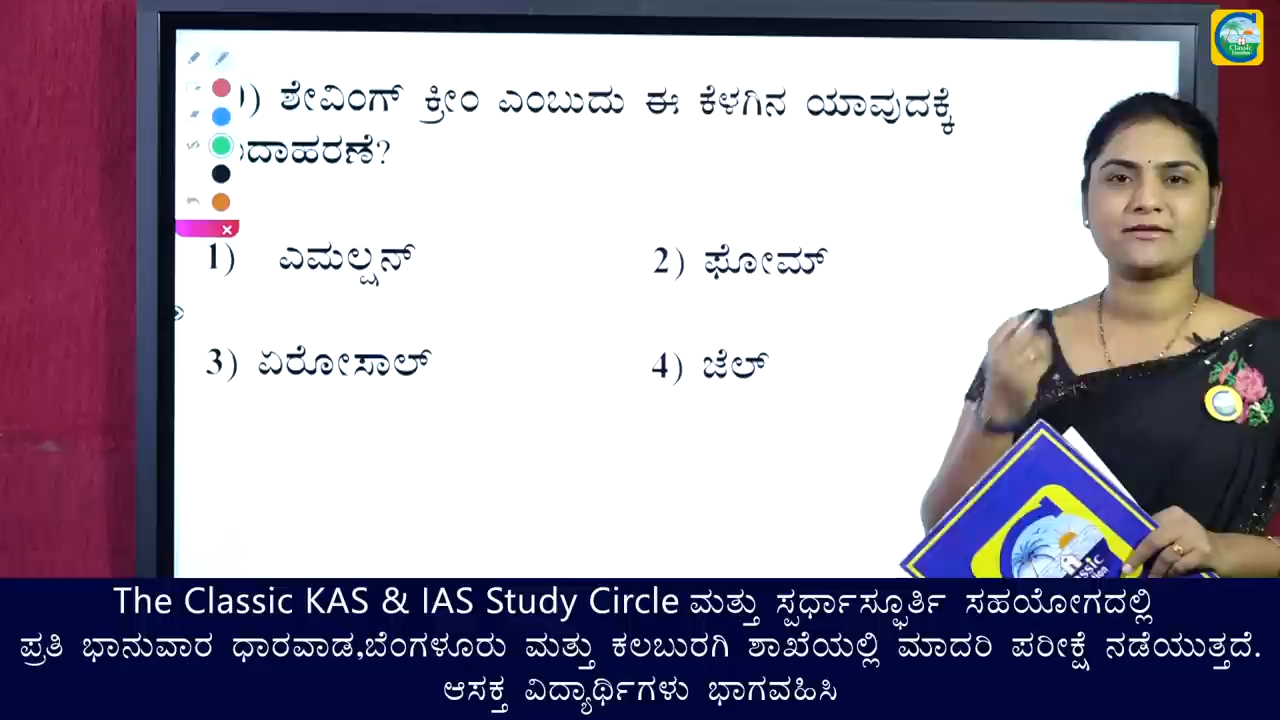 ) ಶೇವಿಂಗ್ ಕ್ರೀಂ ಎಂಬುದು ಈ ಕೆಳಗಿನ ಯಾವುದಕ್ಕೆ
ದಾಹರಣೆ?
1) ಎಮಲ್ಷನ್
2) ಫೋಮ್
3) ಏರೋಸಾಲ್
4) ಜೆಲ್
Classic
The Classic KAS & IAS Study Circle ಮತ್ತು ಸ್ಪರ್ಧಾಸ್ಫೂರ್ತಿ ಸಹಯೋಗದಲ್ಲಿ
ಪ್ರತಿ ಭಾನುವಾರ ಧಾರವಾಡ,ಬೆಂಗಳೂರು ಮತ್ತು ಕಲಬುರಗಿ ಶಾಖೆಯಲ್ಲಿ ಮಾದರಿ ಪರೀಕ್ಷೆ ನಡೆಯುತ್ತದೆ.
ಆಸಕ್ತ ವಿದ್ಯಾರ್ಥಿಗಳು ಭಾಗವಹಿಸಿ